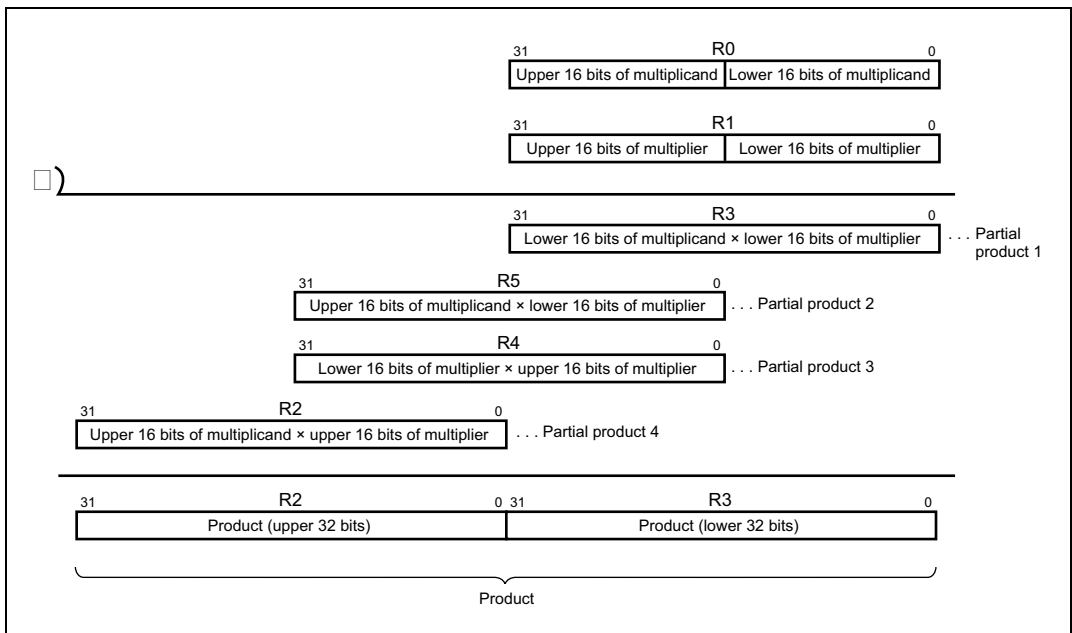 31 R0 0
Upper 16 bits of multiplicand Lower 16 bits of multiplicand
31 R1 0
Upper 16 bits of multiplier Lower 16 bits of multiplier
□)
31 R3 0
Lower 16 bits of multiplicand × lower 16 bits of multiplier . . . Partial
product 1
31 R5 0
Upper 16 bits of multiplicand × lower 16 bits of multiplier . . . Partial product 2
31 R4 0
Lower 16 bits of multiplier × upper 16 bits of multiplier . . . Partial product 3
31 R2 0
Upper 16 bits of multiplicand × upper 16 bits of multiplier . . . Partial product 4
31 R2 0 31 R3 0
Product (upper 32 bits) Product (lower 32 bits)
Product